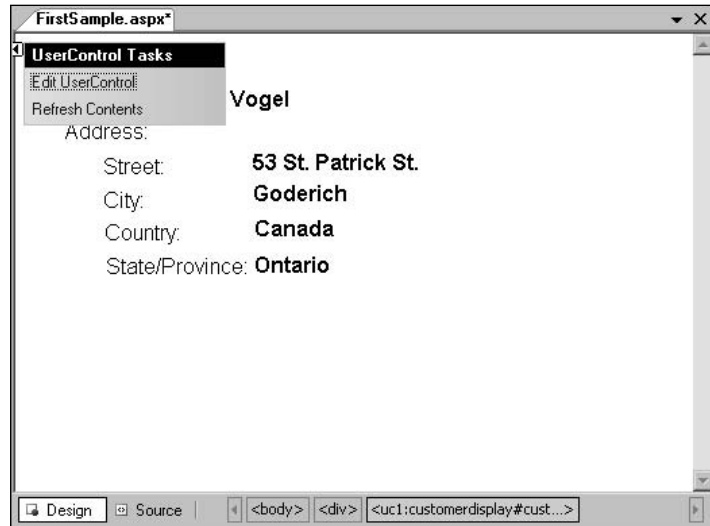 FirstSample.aspx*
UserControl Tasks
Edit UserControl
Refresh Contents
Vogel
Address:
Street: 53 St. Patrick St.
City: Goderich
Country: Canada
State/Province: Ontario
Design Source <body> <div> <uc1:customerdisplay#cust...>